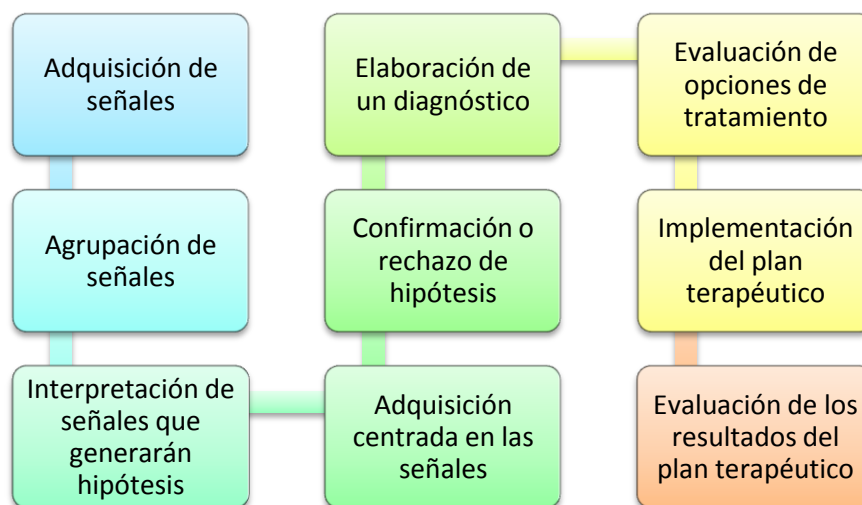 Adquisición de
señales
Agrupación de
señales
Interpretación de
señales que
generarán
hipótesis
Adquisición
centrada en las
señales
Confirmación o
rechazo de
hipótesis
Elaboración de
un diagnóstico
Evaluación de
opciones de
tratamiento
Implementación
del plan
terapéutico
Evaluación de los
resultados del
plan terapéutico